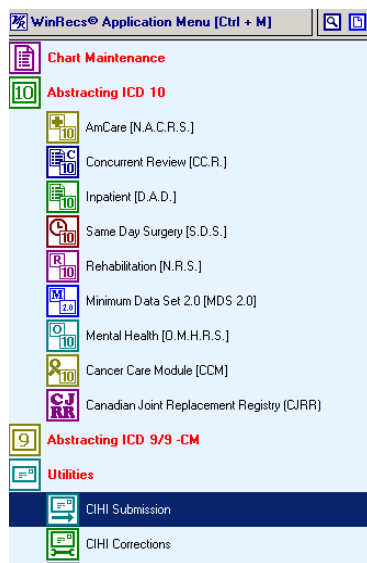 WinRecs® Application Menu [Ctrl + M]
Chart Maintenance
10 Abstracting ICD 10
10 AmCare [N.A.C.R.S.]
C 10 Concurrent Review [CC.R.]
10 Inpatient [D.A.D.]
10 Same Day Surgery [S.D.S.]
R 10 Rehabilitation [N.R.S.]
M 2.0 Minimum Data Set 2.0 [MDS 2.0]
O 10 Mental Health [O.M.H.R.S.]
10 Cancer Care Module [CCM]
CJ RR Canadian Joint Replacement Registry (CJRR)
9 Abstracting ICD 9/9 -CM
Utilities
CIHI Submission
CIHI Corrections